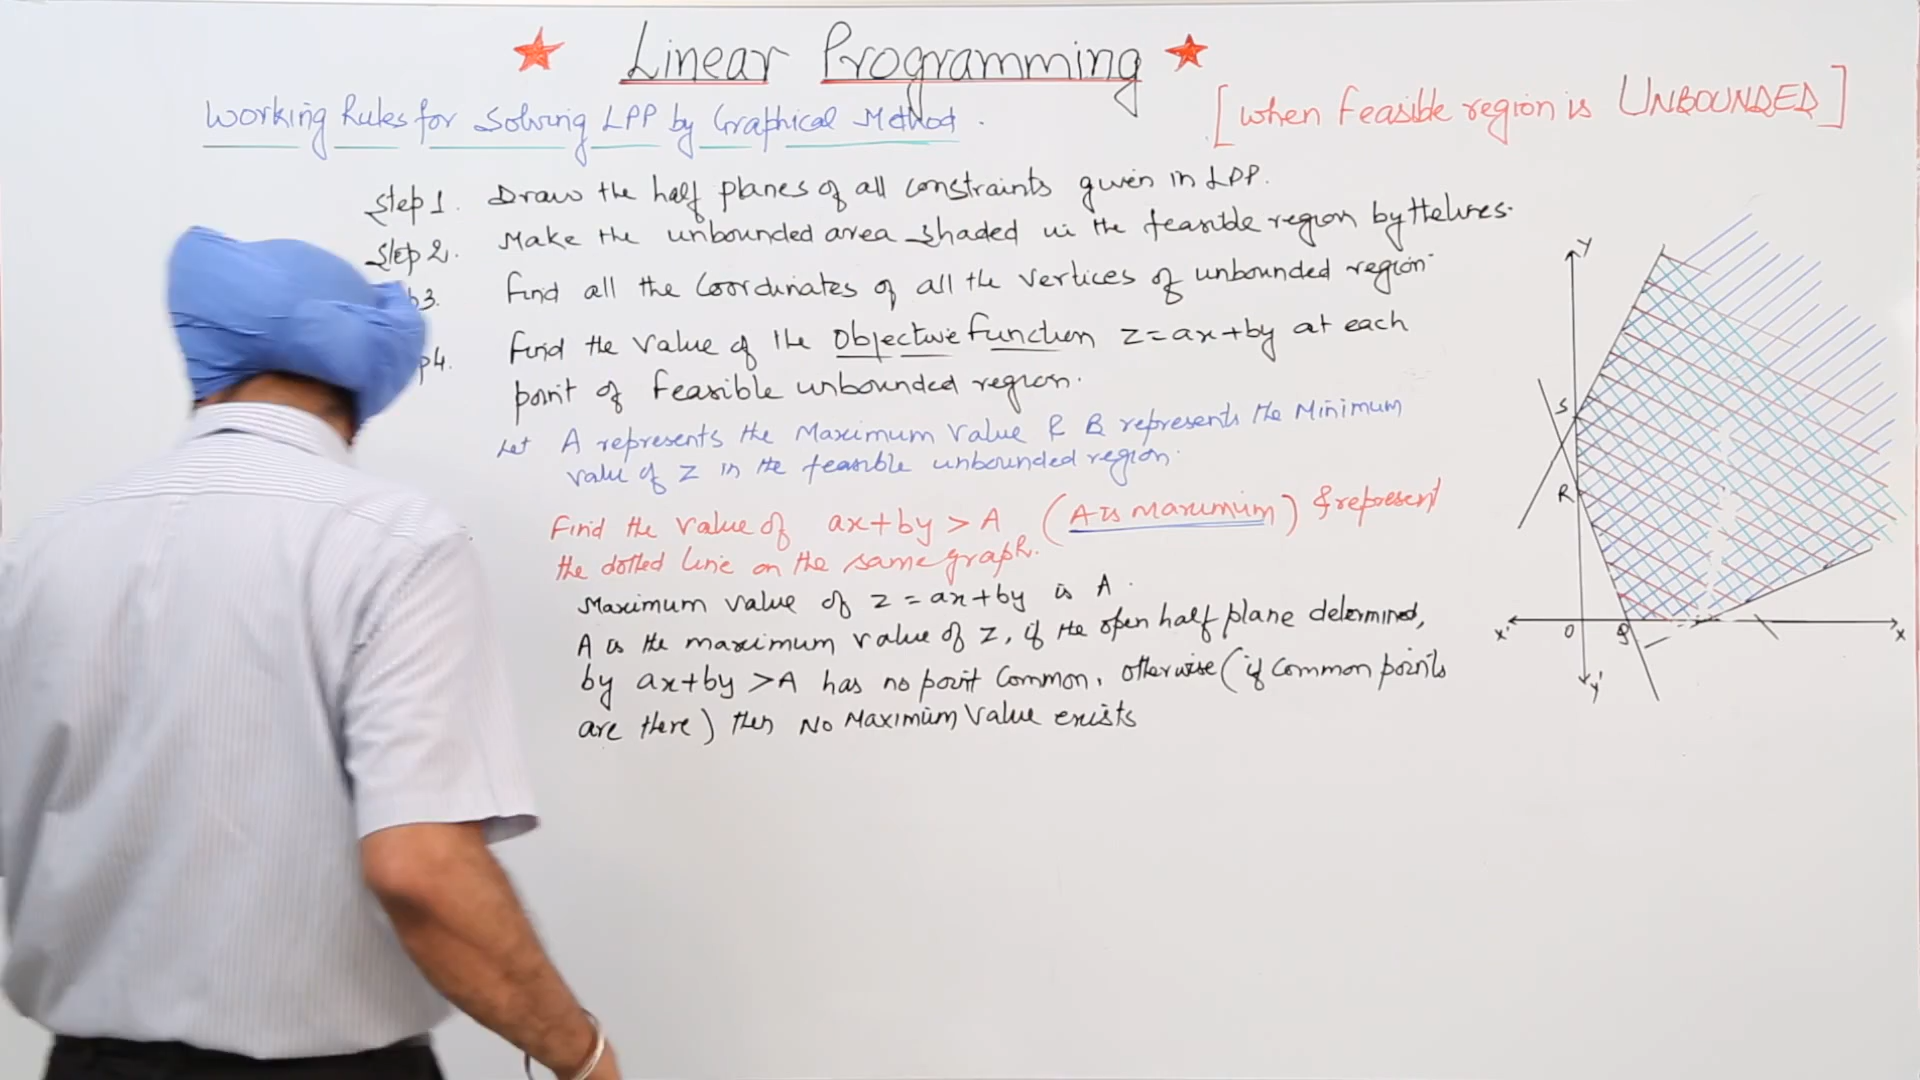 Linear Programming
Working Rules for Solving LPP by Graphical Method.
[when Feasible region is UNBOUNDED]
Step 1. Draw the half planes of all constraints given in LPP.
Step 2. Make the unbounded area shaded in the feasible region by the lines.
3. Find all the Coordinates of all the vertices of unbounded region.
p4. Find the value of the Objective Function z=ax+by at each
point of feasible unbounded region.
Let A represents the Maximum Value & B represents the Minimum
value of z in the feasible unbounded region.
Find the value of ax+by > A (A is maximum) & represent
the dotted line on the same graph.
Maximum value of z = ax+by is A.
A is the maximum value of z, if the open half plane determined,
by ax+by >A has no point Common, otherwise (if Common points
are there) then No Maximum Value exists
Y
S
R
X' O X
Y'